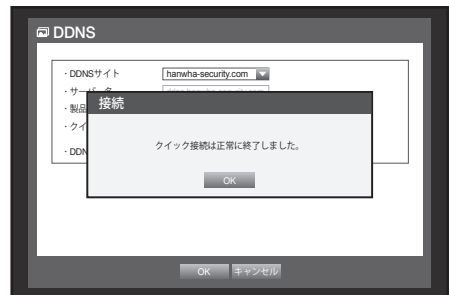 DDNS
· DDNSサイト
hanwha-security.com
· サーバ
· 製品
· クイ
· DDN
接続
クイック接続は正常に終了しました。
OK
OK
キャンセル